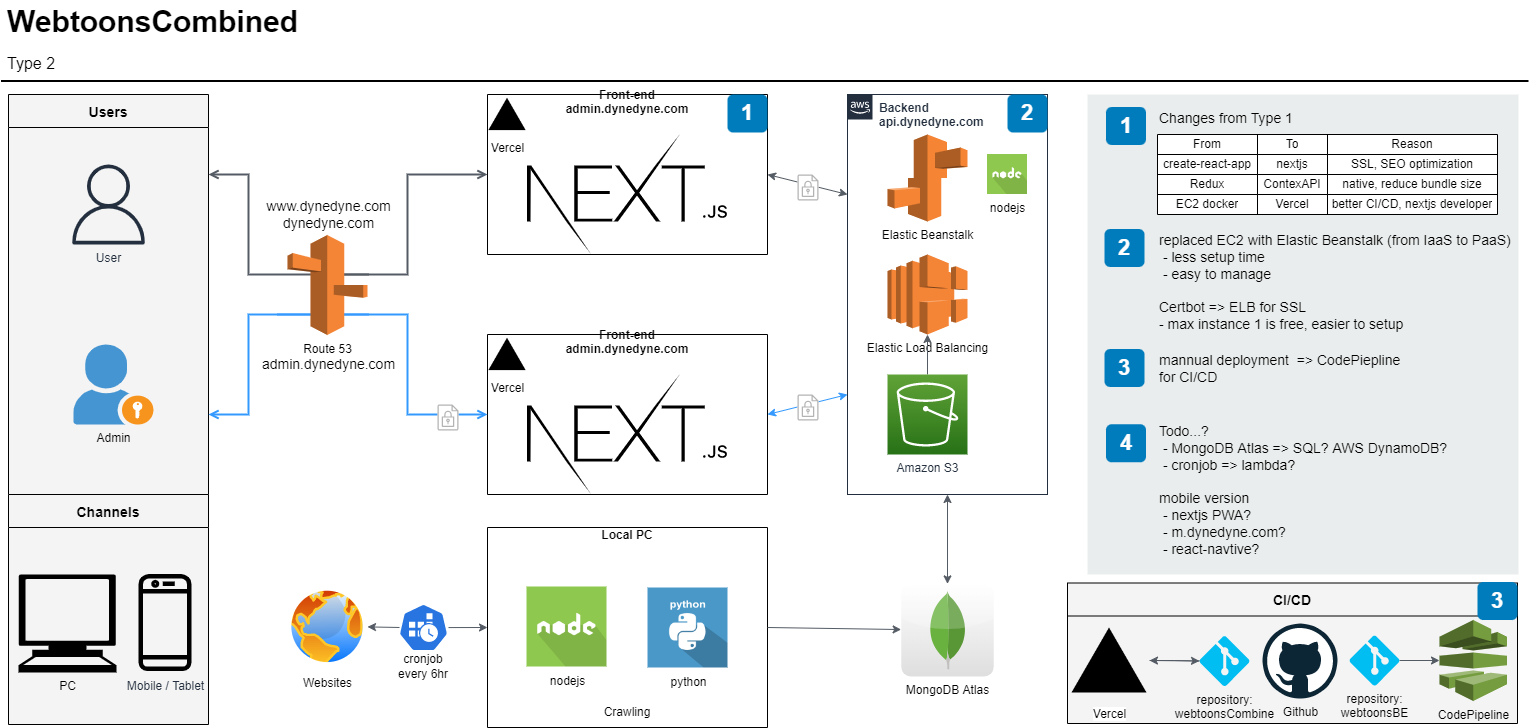 WebtoonsCombined
Type 2
Users
User
Admin
Channels
PC
Mobile / Tablet
www.dynedyne.com
dynedyne.com
Route 53
admin.dynedyne.com
Front-end
admin.dynedyne.com
1
Vercel
NEXT.JS
Front-end
admin.dynedyne.com
Vercel
NEXT.JS
aws
Backend
api.dynedyne.com
2
Elastic Beanstalk
node
nodejs
Elastic Load Balancing
Amazon S3
Websites
cronjob
every 6hr
Local PC
node
nodejs
python
python
Crawling
MongoDB Atlas
1
Changes from Type 1
From To Reason
create-react-app nextjs SSL, SEO optimization
Redux ContexAPI native, reduce bundle size
EC2 docker Vercel better CI/CD, nextjs developer
2
replaced EC2 with Elastic Beanstalk (from IaaS to PaaS)
- less setup time
- easy to manage
Certbot => ELB for SSL
- max instance 1 is free, easier to setup
3
mannual deployment => CodePiepline
for CI/CD
4
Todo...?
- MongoDB Atlas => SQL? AWS DynamoDB?
- cronjob => lambda?
mobile version
- nextjs PWA?
- m.dynedyne.com?
- react-navtive?
CI/CD
3
Vercel
repository:
webtoonsCombine
Github
repository:
webtoonsBE
CodePipeline